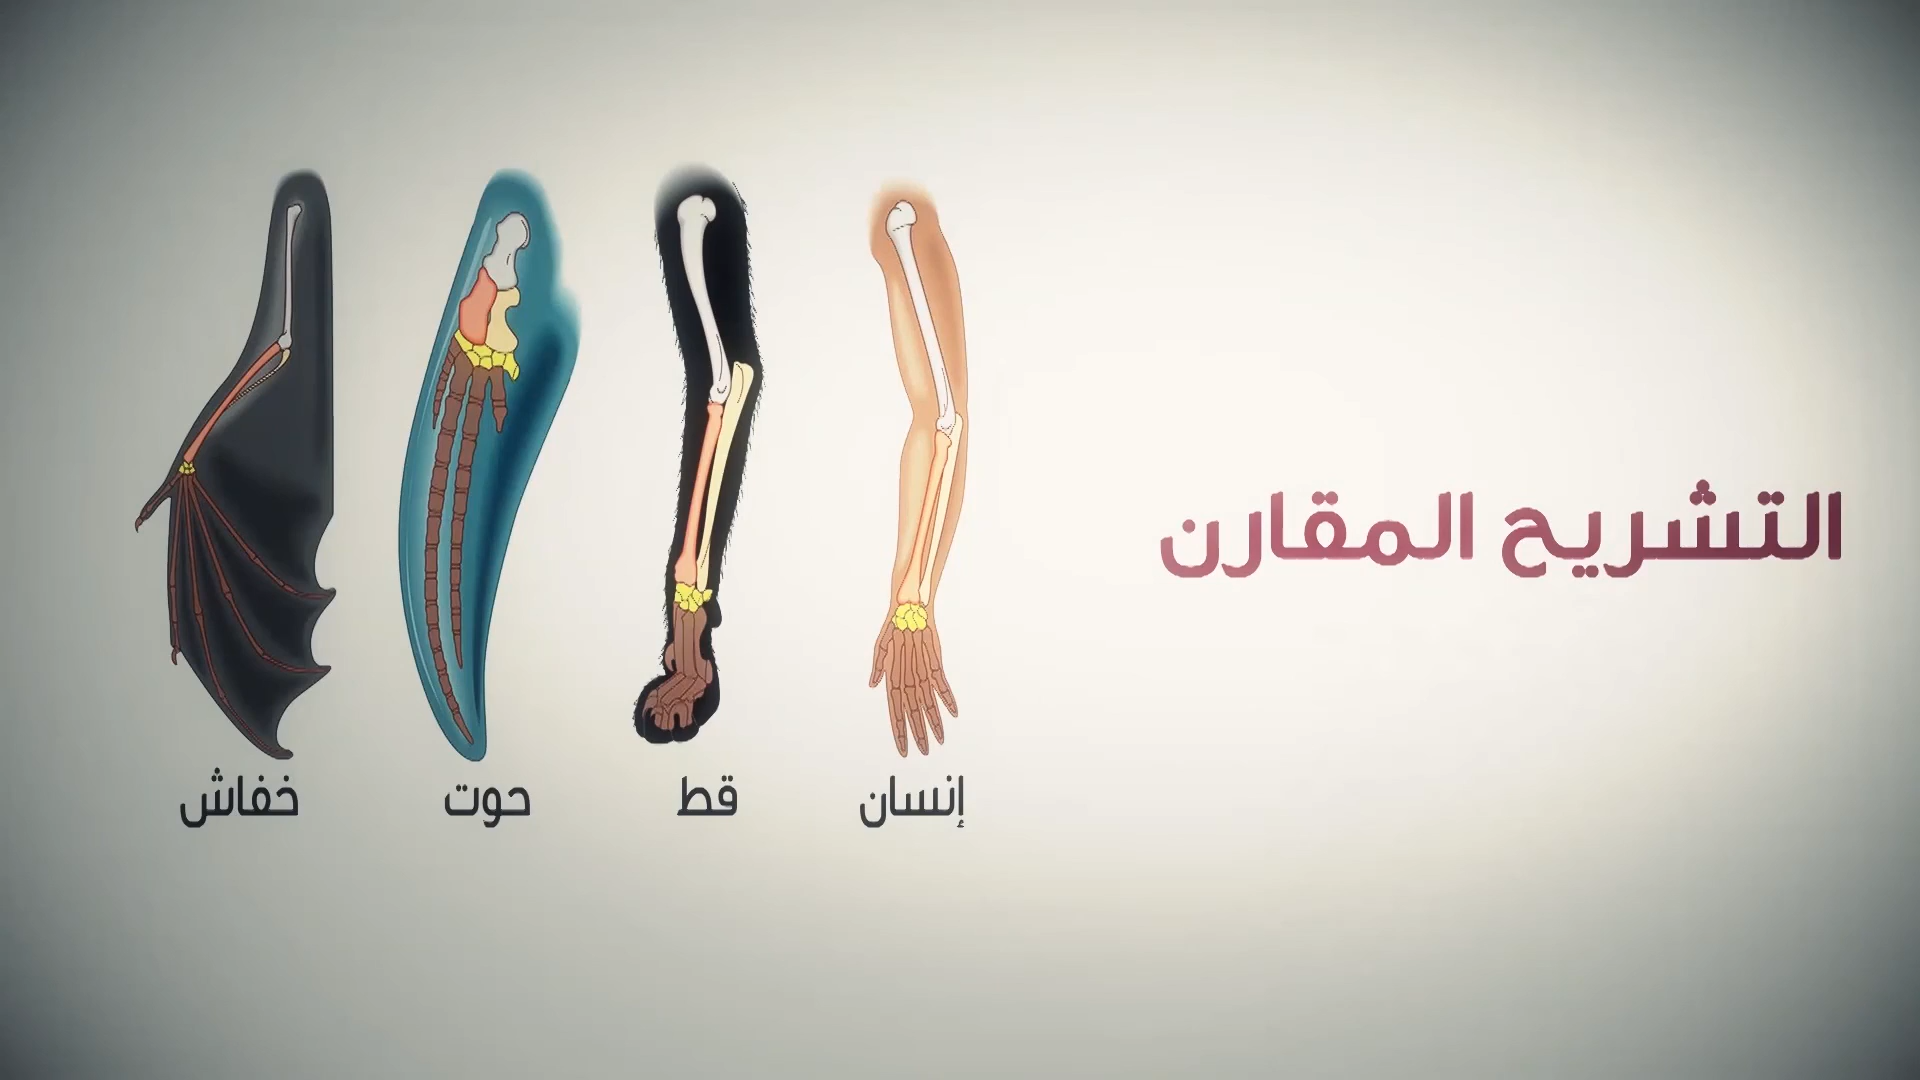 التشريح المقارن
إنسان
قط
حوت
خفاش